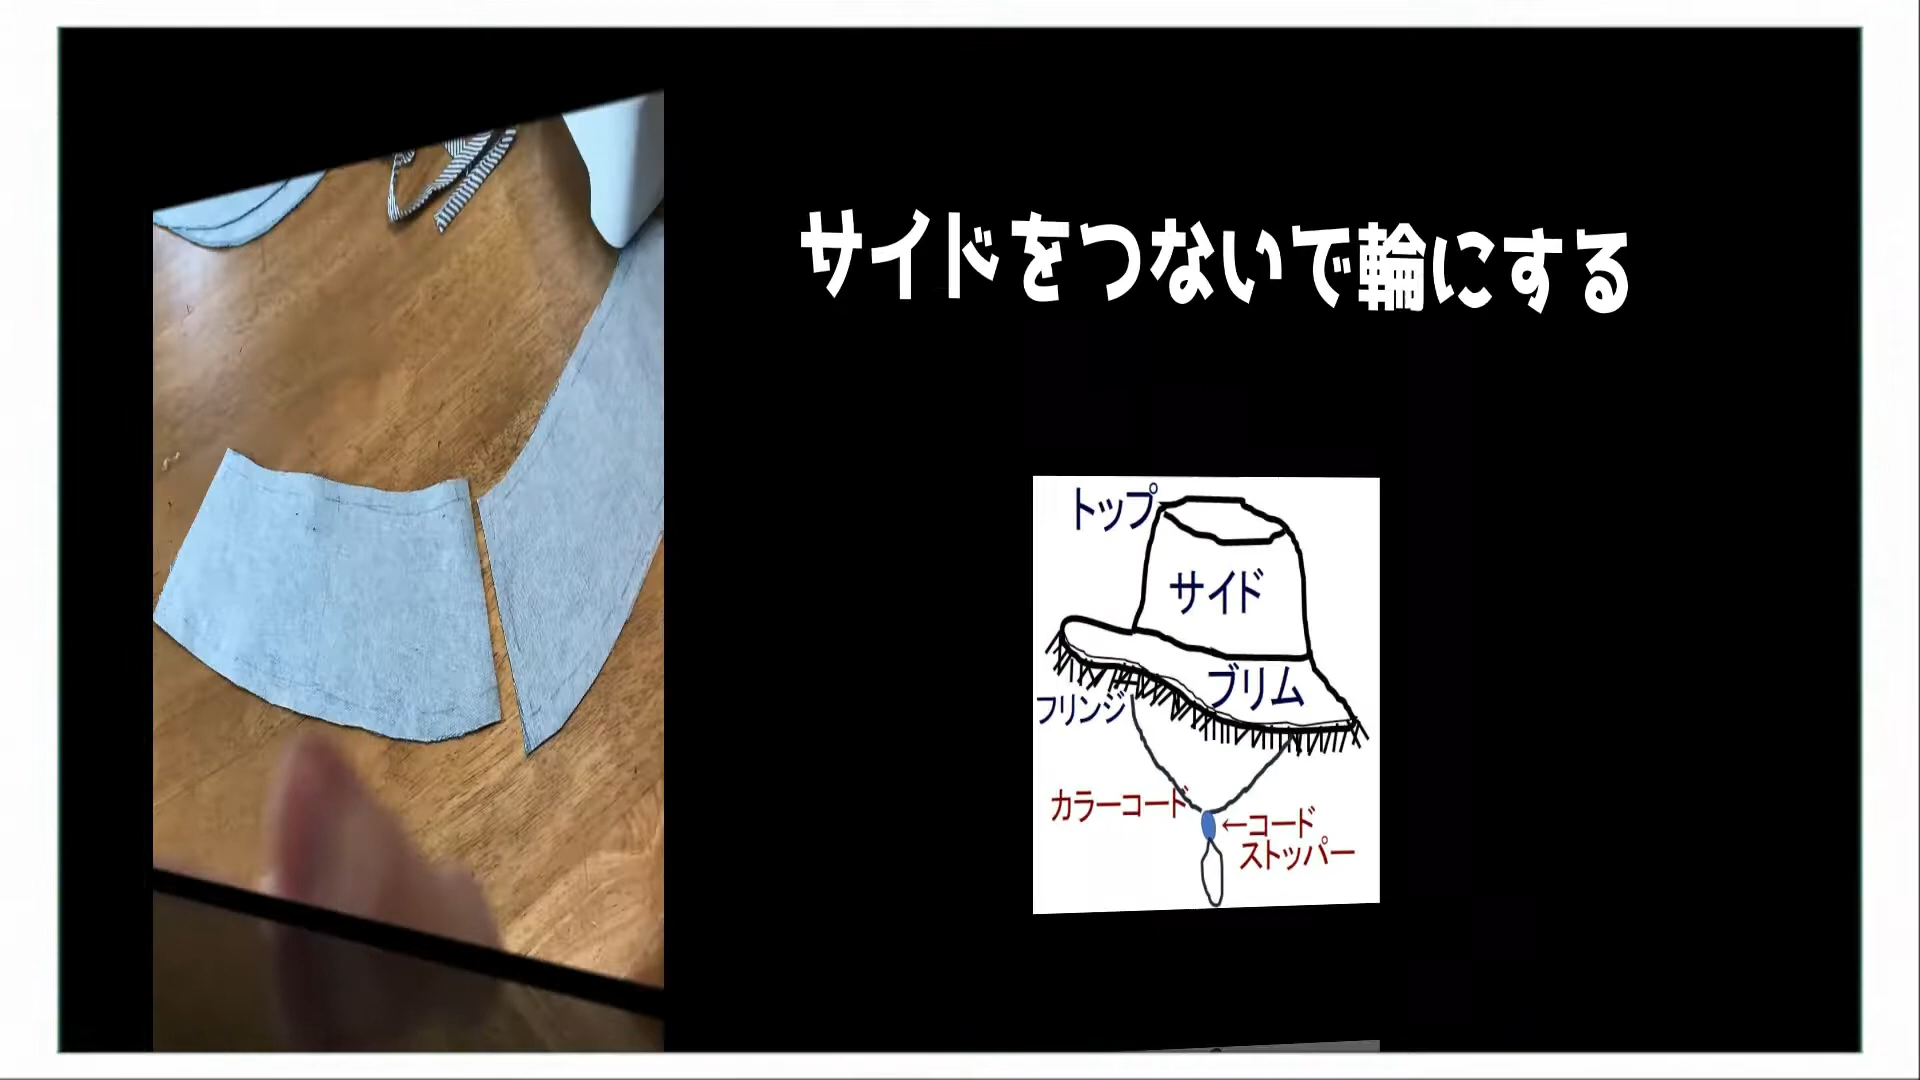 サイドをつないで輪にする
トップ
サイド
ブリム
フリンジ
カラーコード
←コード
ストッパー